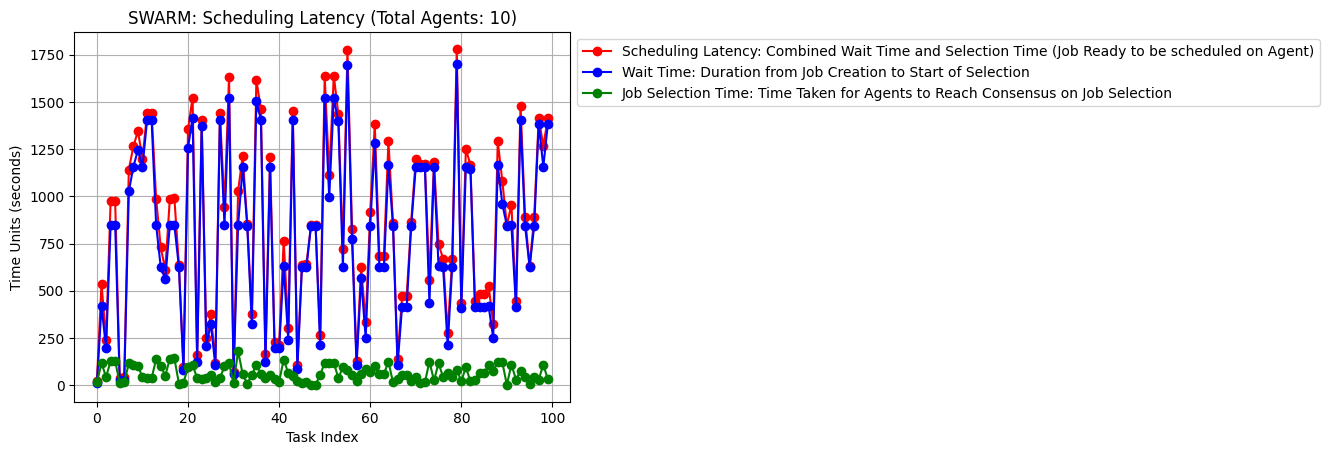 SWARM: Scheduling Latency (Total Agents: 10)
Scheduling Latency: Combined Wait Time and Selection Time (Job Ready to be scheduled on Agent)
Wait Time: Duration from Job Creation to Start of Selection
Job Selection Time: Time Taken for Agents to Reach Consensus on Job Selection
Time Units (seconds)
1750
1500
1250
1000
750
500
250
0
0 20 40 60 80 100
Task Index